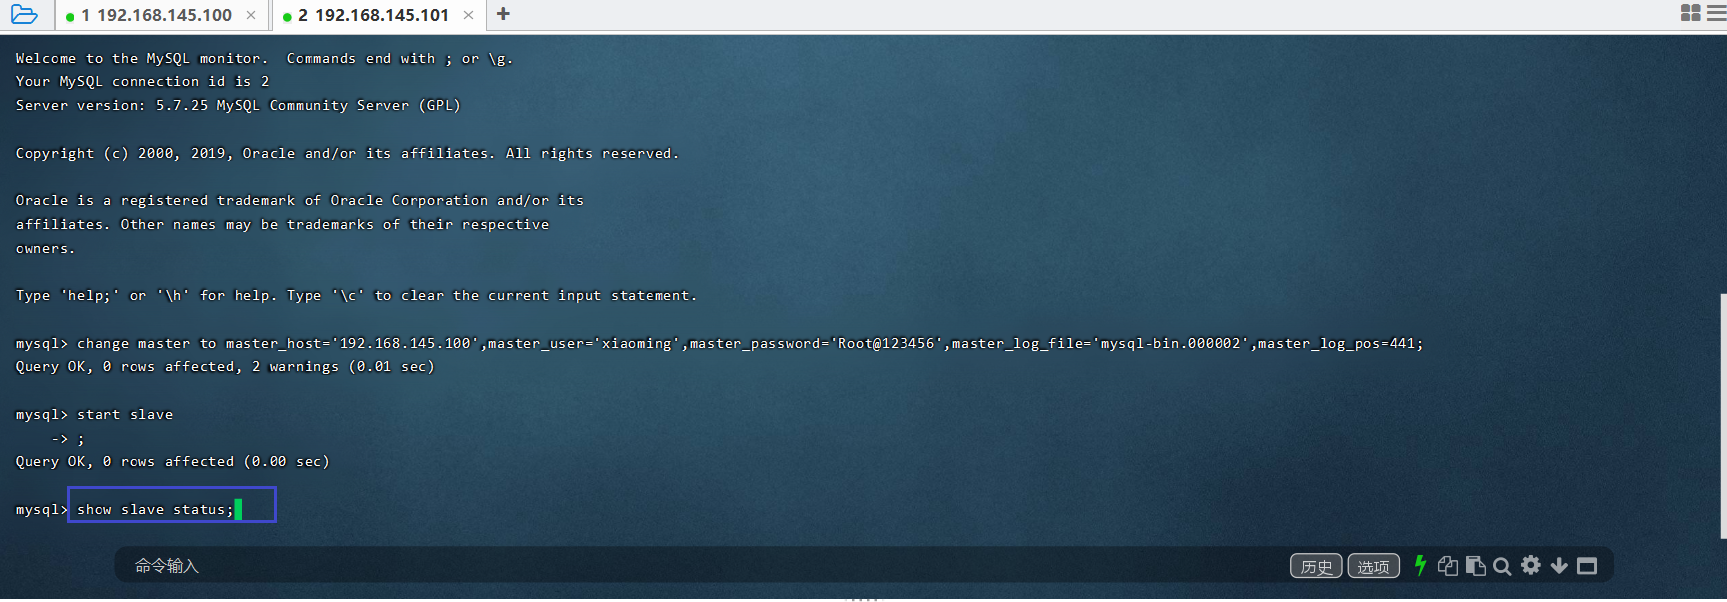 1 192.168.145.100 × 2 192.168.145.101 × +
Welcome to the MySQL monitor.  Commands end with ; or \g.
Your MySQL connection id is 2
Server version: 5.7.25 MySQL Community Server (GPL)
Copyright (c) 2000, 2019, Oracle and/or its affiliates. All rights reserved.
Oracle is a registered trademark of Oracle Corporation and/or its
affiliates. Other names may be trademarks of their respective
owners.
Type 'help;' or '\h' for help. Type '\c' to clear the current input statement.
mysql> change master to master_host='192.168.145.100',master_user='xiaoming',master_password='Root@123456',master_log_file='mysql-bin.000002',master_log_pos=441;
Query OK, 0 rows affected, 2 warnings (0.01 sec)
mysql> start slave
    -> ;
Query OK, 0 rows affected (0.00 sec)
mysql> show slave status;
命令输入 历史 选项